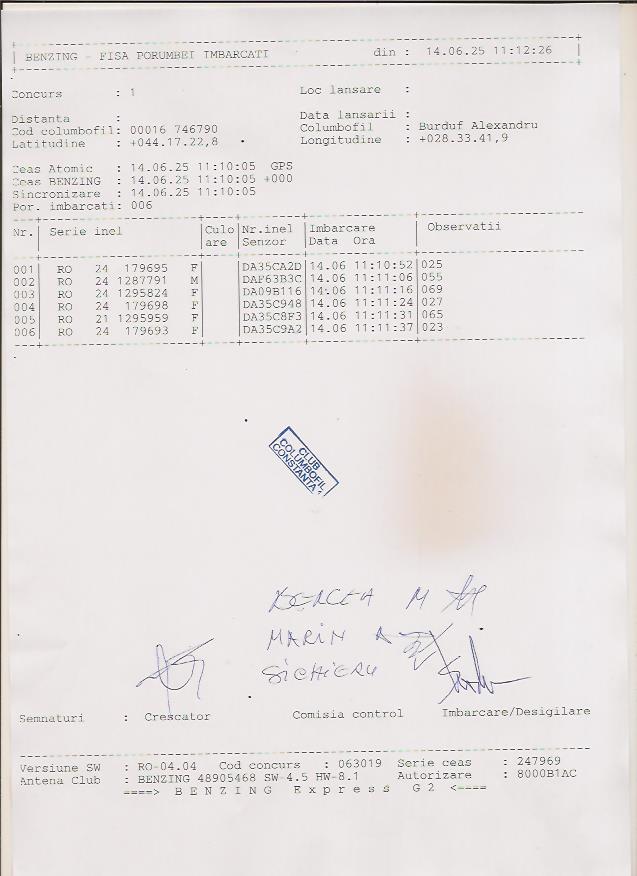 BENZING - FISA PORUMBEI IMBARCATI din : 14.06.25 11:12:26
Concurs : 1 Loc lansare :
Distanta : Data lansarii :
Cod columbofil: 00016 746790 Columbofil : Burduf Alexandru
Latitudine : +044.17.22,8 Longitudine : +028.33.41,9
Ceas Atomic : 14.06.25 11:10:05 GPS
Ceas BENZING : 14.06.25 11:10:05 +000
Sincronizare : 14.06.25 11:10:05
Por. imbarcati: 006
Nr. Serie inel Culo Nr.inel Imbarcare Observatii
are Senzor Data Ora
001 RO 24 179695 F DA35CA2D 14.06 11:10:52 025
002 RO 24 1287791 M DAF63B3C 14.06 11:11:06 055
003 RO 24 1295824 F DA09B116 14.06 11:11:16 069
004 RO 24 179698 F DA35C948 14.06 11:11:24 027
005 RO 21 1295959 F DA35C8F3 14.06 11:11:31 065
006 RO 24 179693 F DA35C9A2 14.06 11:11:37 023
CLUB
COLUMBOFIL
CONSTANTA 1
MARIN A
SICHIERU
Semnaturi : Crescator Comisia control Imbarcare/Desigilare
Versiune SW : RO-04.04 Cod concurs : 063019 Serie ceas : 247969
Antena Club : BENZING 48905468 SW-4.5 HW-8.1 Autorizare : 8000B1AC
====> B E N Z I N G E x p r e s s G 2 <====